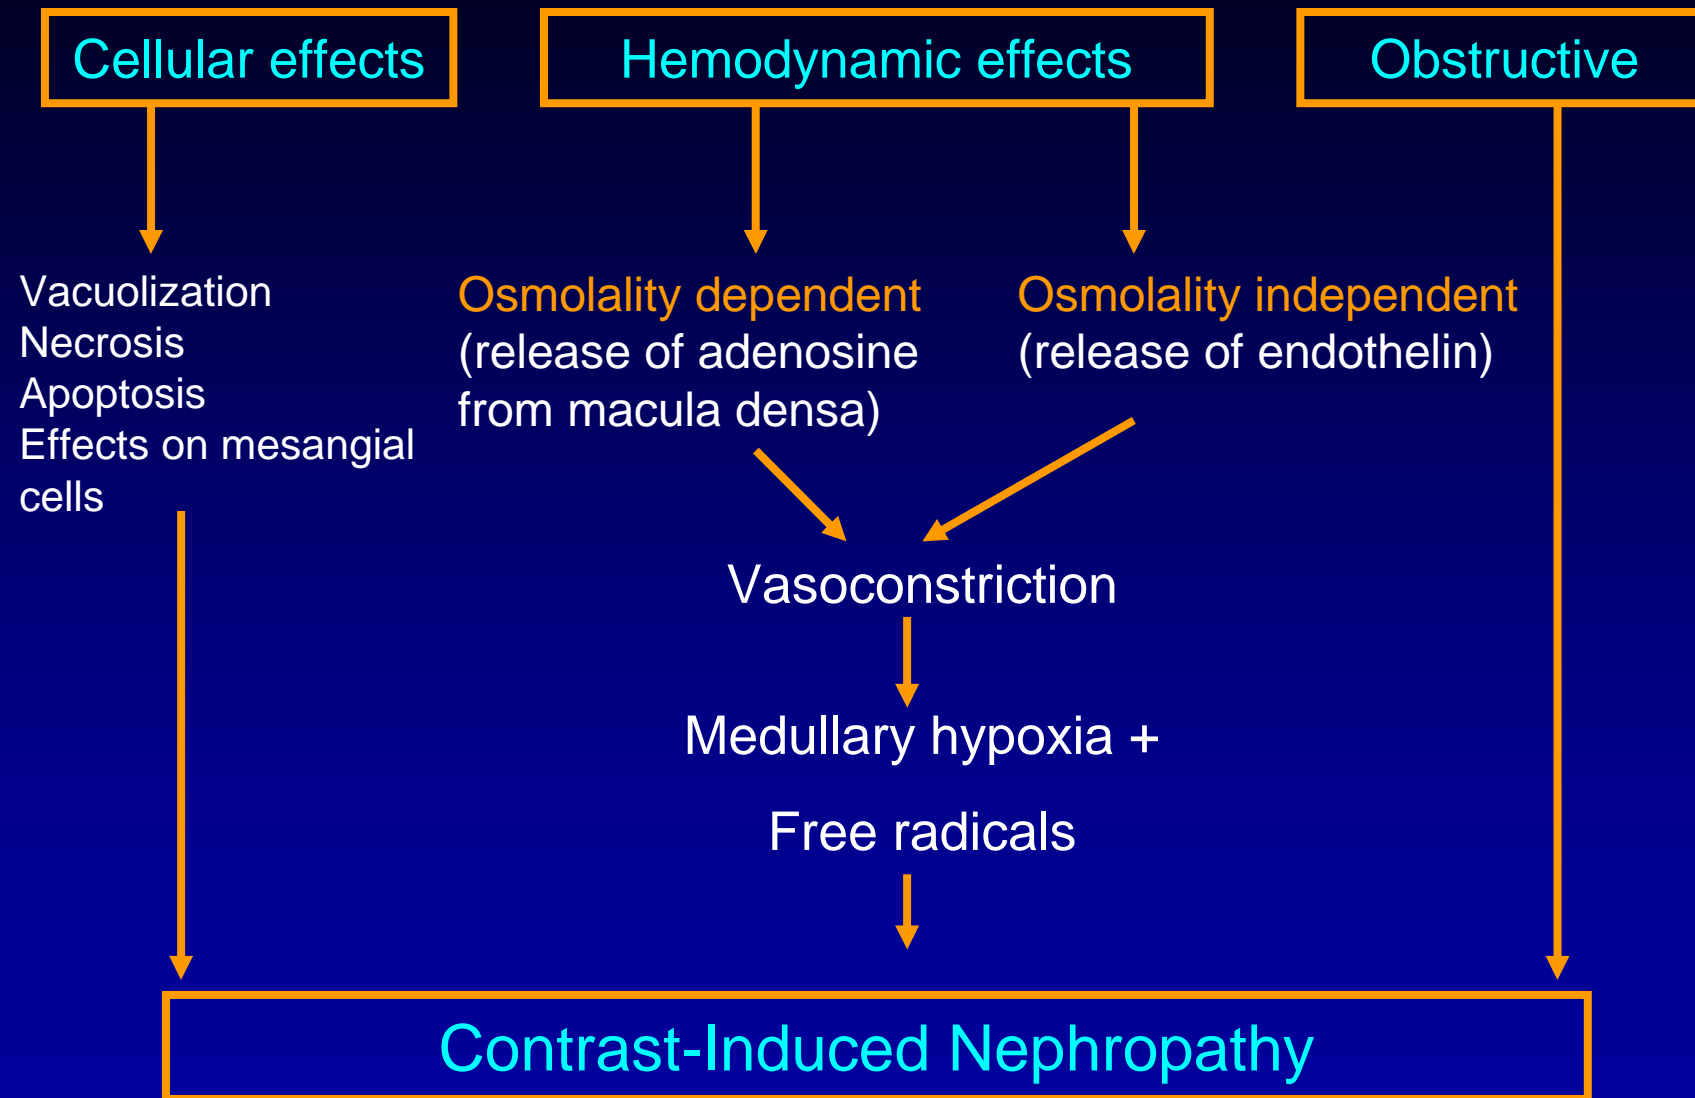 Cellular effects
Hemodynamic effects
Obstructive
Vacuolization
Necrosis
Apoptosis
Effects on mesangial
cells
Osmolality dependent
(release of adenosine
from macula densa)
Osmolality independent
(release of endothelin)
Vasoconstriction
Medullary hypoxia +
Free radicals
Contrast-Induced Nephropathy